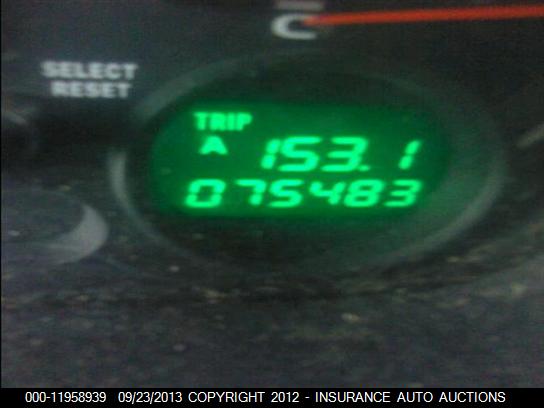 C
SELECT
RESET
TRIP
A 153.1
075483
000-11958939 09/23/2013 COPYRIGHT 2012 - INSURANCE AUTO AUCTIONS